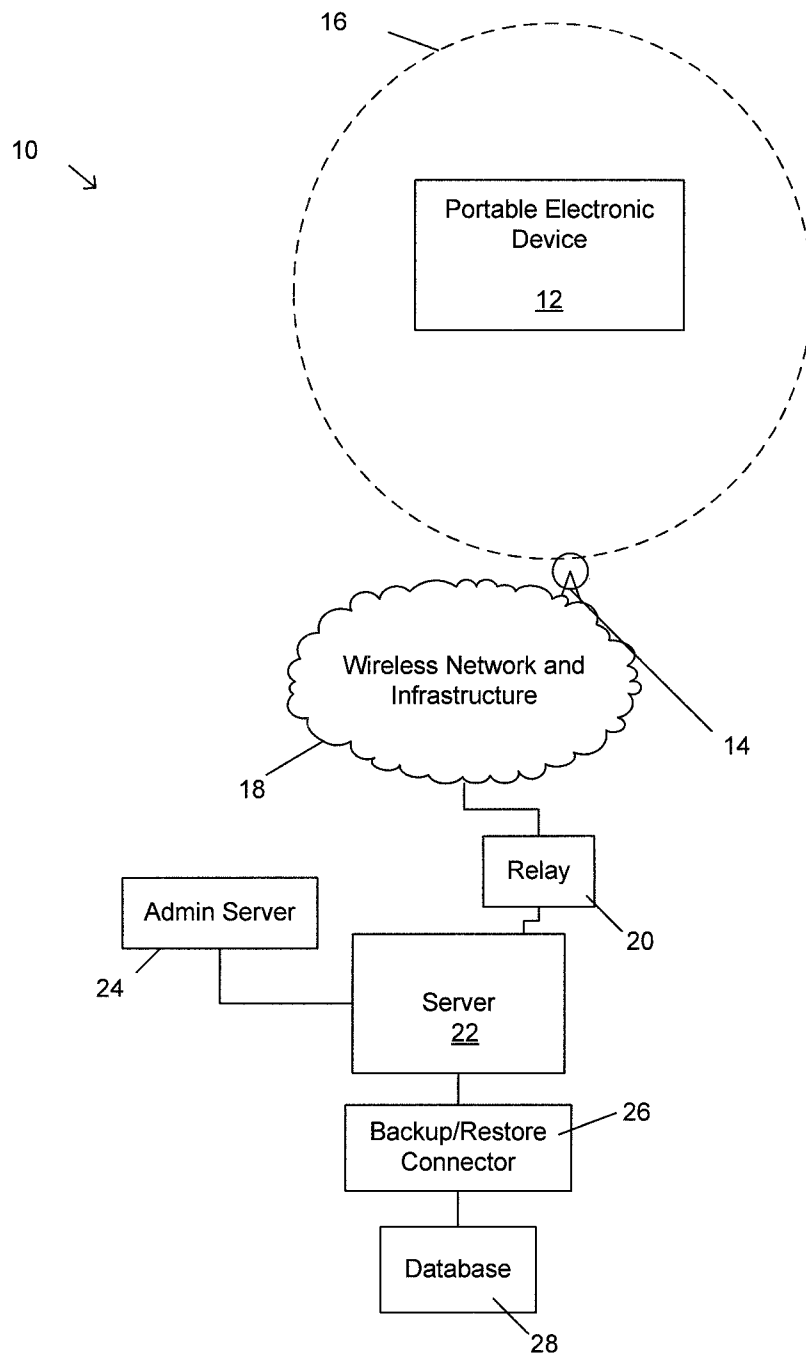 16
10
Portable Electronic
Device
12
Wireless Network and
Infrastructure
14
18
Relay
Admin Server
20
24
Server
22
26
Backup/Restore
Connector
Database
28